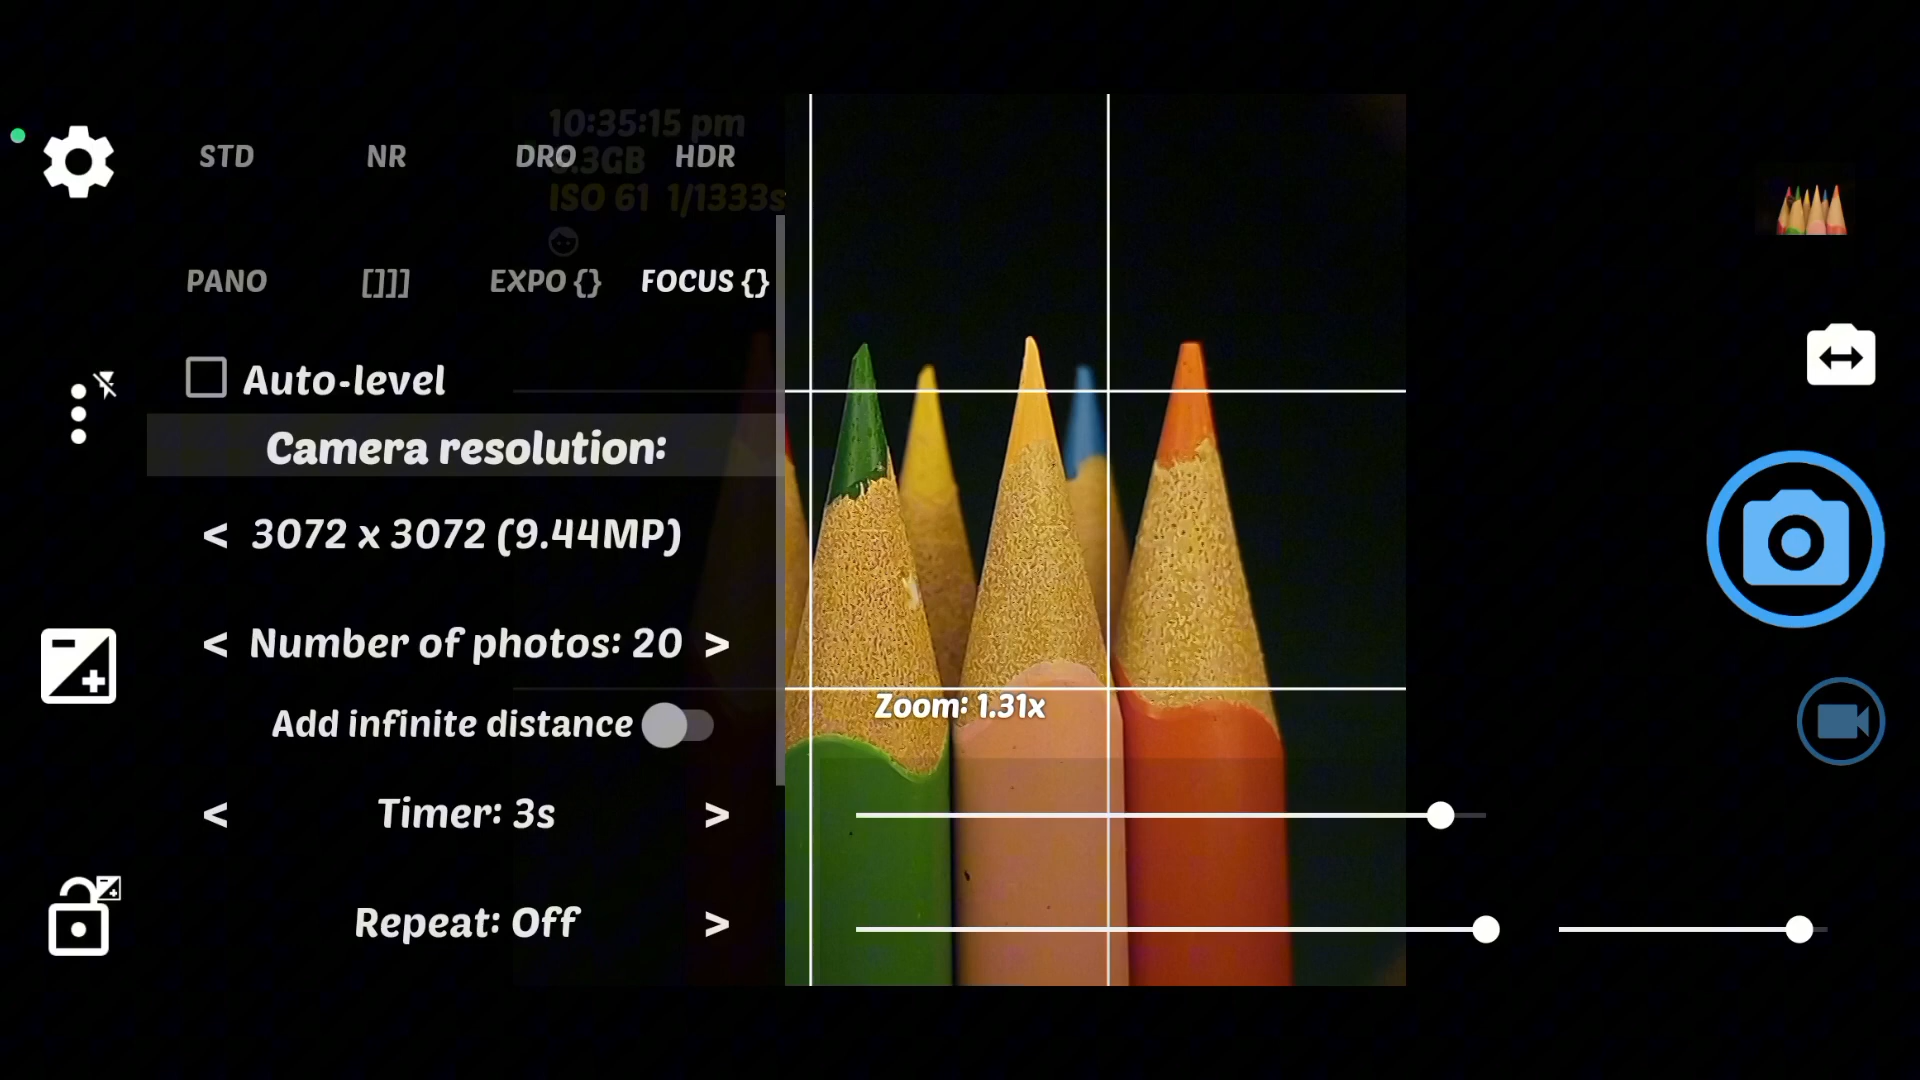 10:35:15 pm
STD NR DRO HDR
.3GB
ISO 61 1/1333s
PANO []]] EXPO {} FOCUS {}
Auto-level
Camera resolution:
< 3072 x 3072 (9.44MP)
< Number of photos: 20 >
Add infinite distance
Zoom: 1.31x
< Timer: 3s >
Repeat: Off >